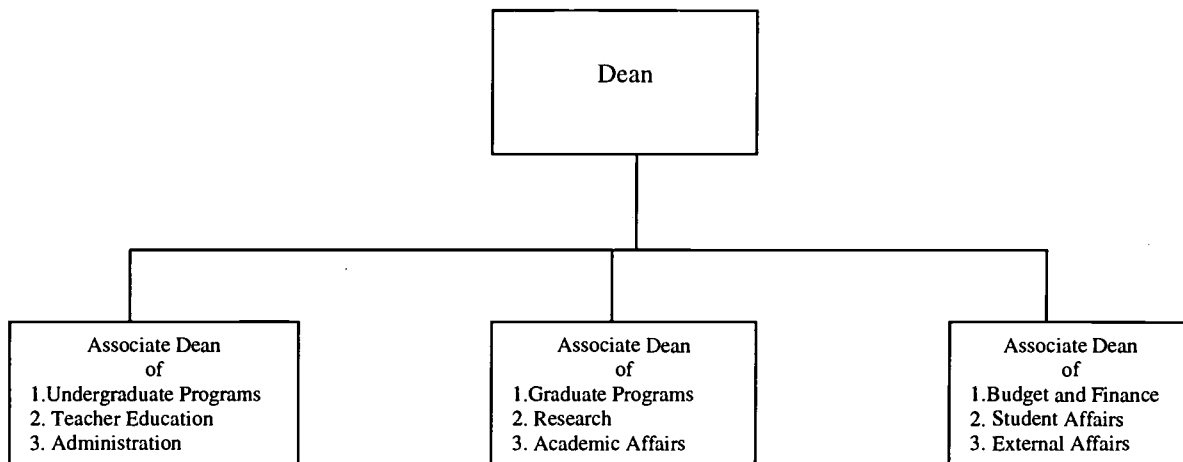 Dean
Associate Dean
of
1.Undergraduate Programs
2. Teacher Education
3. Administration
Associate Dean
of
1.Graduate Programs
2. Research
3. Academic Affairs
Associate Dean
of
1.Budget and Finance
2. Student Affairs
3. External Affairs